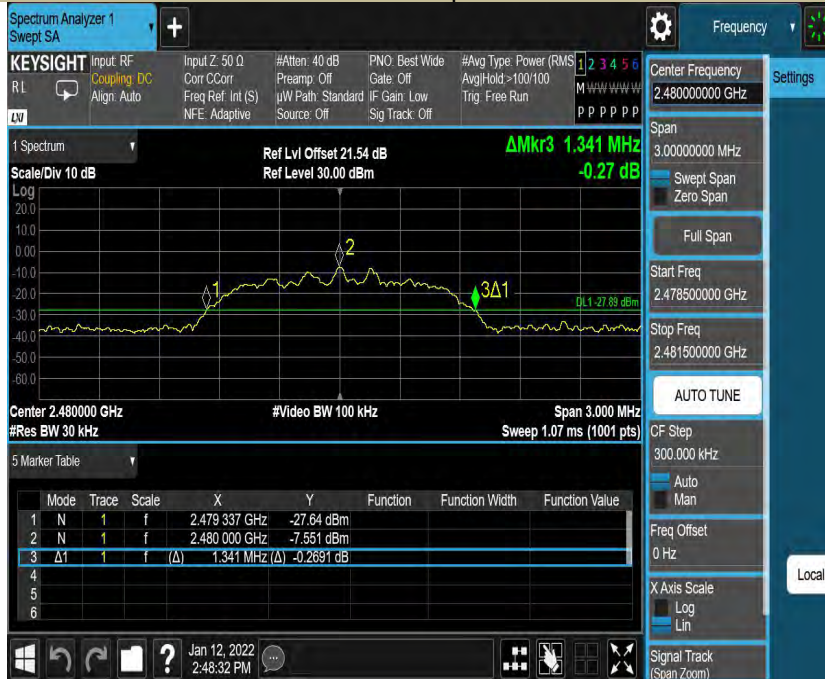 Spectrum Analyzer 1
Swept SA
Frequency
KEYSIGHT
RL
LXI
Input: RF
Coupling: DC
Align: Auto
Input Z: 50 Ω
Corr CCorr
Freq Ref: Int (S)
NFE: Adaptive
#Atten: 40 dB
Preamp: Off
µW Path: Standard
Source: Off
PNO: Best Wide
Gate: Off
IF Gain: Low
Sig Track: Off
#Avg Type: Power (RMS
Avg|Hold:>100/100
Trig: Free Run
1 2 3 4 5 6
M W W W W W
P P P P P P
1 Spectrum
Scale/Div 10 dB
Ref Lvl Offset 21.54 dB
Ref Level 30.00 dBm
ΔMkr3 1.341 MHz
-0.27 dB
Log
20.0
10.0
0.00
-10.0
-20.0
-30.0
-40.0
-50.0
-60.0
1
2
3Δ1
DL1 -27.89 dBm
Center 2.480000 GHz
#Video BW 100 kHz
Span 3.000 MHz
#Res BW 30 kHz
Sweep 1.07 ms (1001 pts)
5 Marker Table
Mode Trace Scale X Y Function Function Width Function Value
1 N 1 f 2.479 337 GHz -27.64 dBm
2 N 1 f 2.480 000 GHz -7.551 dBm
3 Δ1 1 f (Δ) 1.341 MHz (Δ) -0.2691 dB
4
5
6
Jan 12, 2022
2:48:32 PM
Center Frequency
2.480000000 GHz
Settings
Span
3.00000000 MHz
Swept Span
Zero Span
Full Span
Start Freq
2.478500000 GHz
Stop Freq
2.481500000 GHz
AUTO TUNE
CF Step
300.000 kHz
Auto
Man
Freq Offset
0 Hz
Local
X Axis Scale
Log
Lin
Signal Track
(Span Zoom)